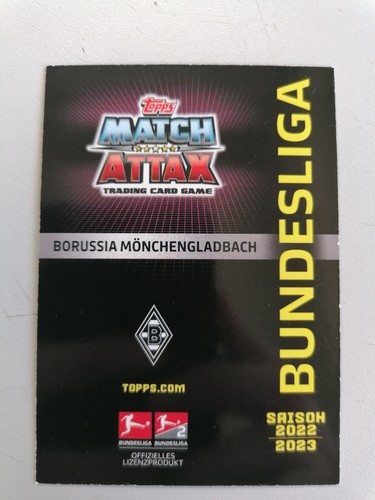 Topps
MATCH
ATTAX
TRADING CARD GAME
BORUSSIA MÖNCHENGLADBACH
B
TOPPS.COM
BUNDESLIGA
2
BUNDESLIGA
OFFIZIELLES
LIZENZPRODUKT
BUNDESLIGA
SAISON
2022
2023